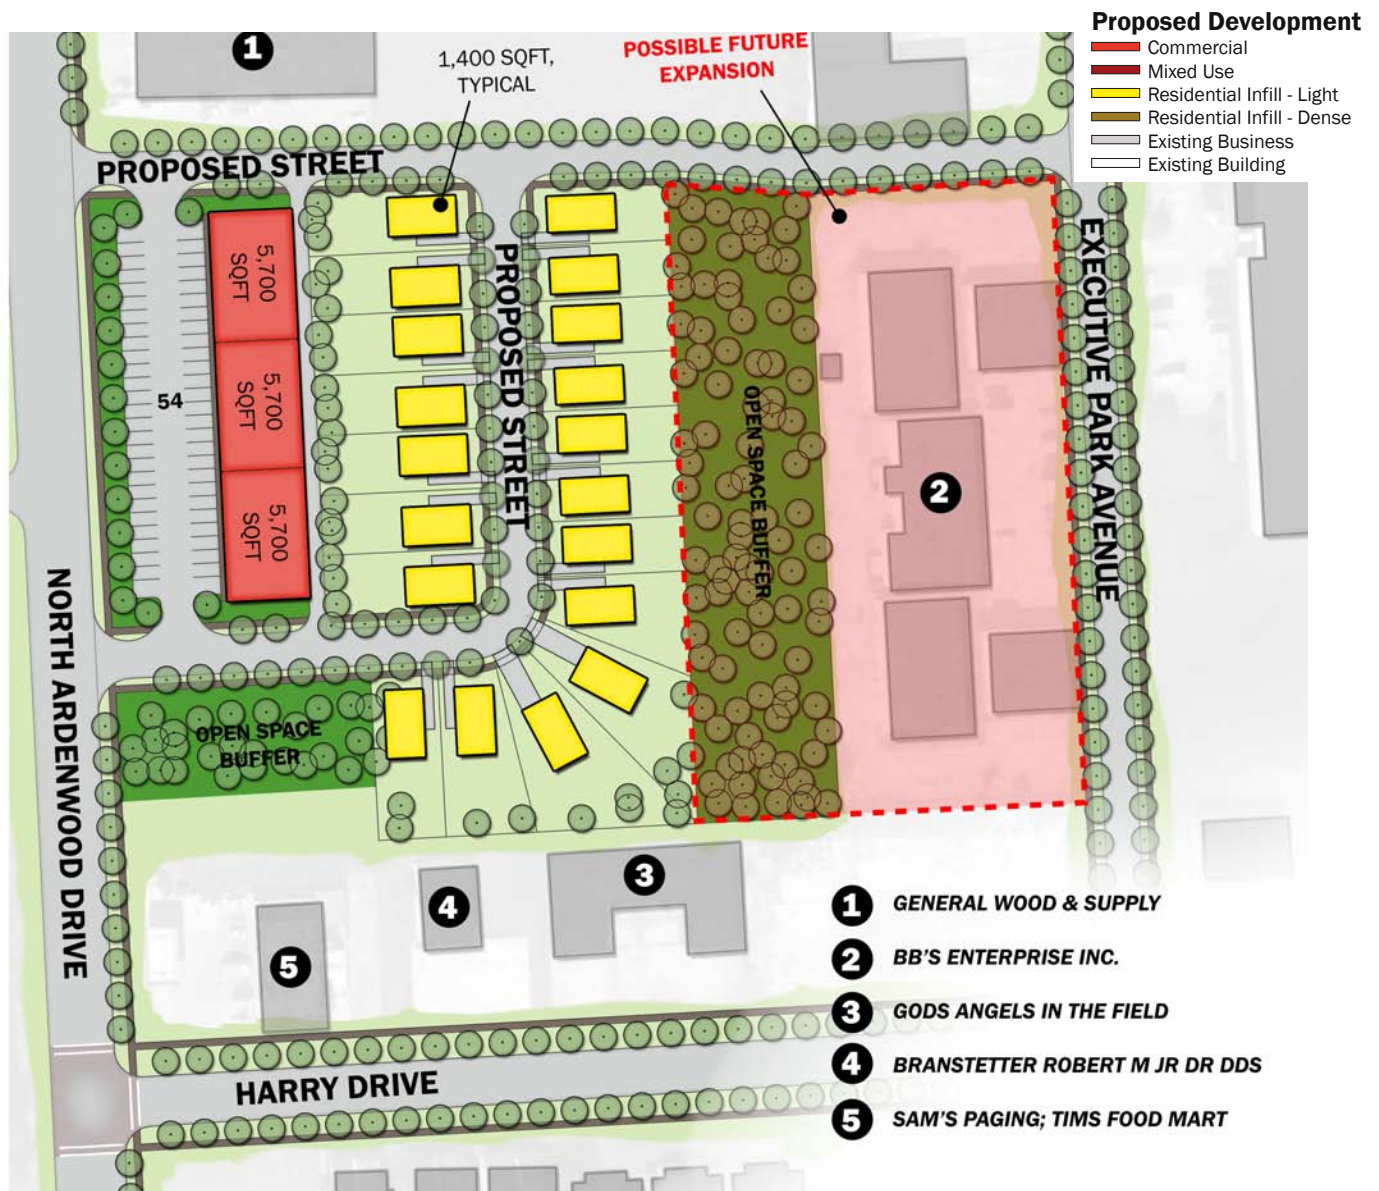 Proposed Development
Commercial
Mixed Use
Residential Infill - Light
Residential Infill - Dense
Existing Business
Existing Building
1
1,400 SQFT,
TYPICAL
POSSIBLE FUTURE
EXPANSION
PROPOSED STREET
5,700
SQFT
5,700
SQFT
5,700
SQFT
54
PROPOSED STREET
OPEN SPACE BUFFER
2
EXECUTIVE PARK AVENUE
NORTH ARDENWOOD DRIVE
OPEN SPACE
BUFFER
3
4
5
1 GENERAL WOOD & SUPPLY
2 BB'S ENTERPRISE INC.
3 GODS ANGELS IN THE FIELD
4 BRANSTETTER ROBERT M JR DR DDS
5 SAM'S PAGING; TIMS FOOD MART
HARRY DRIVE